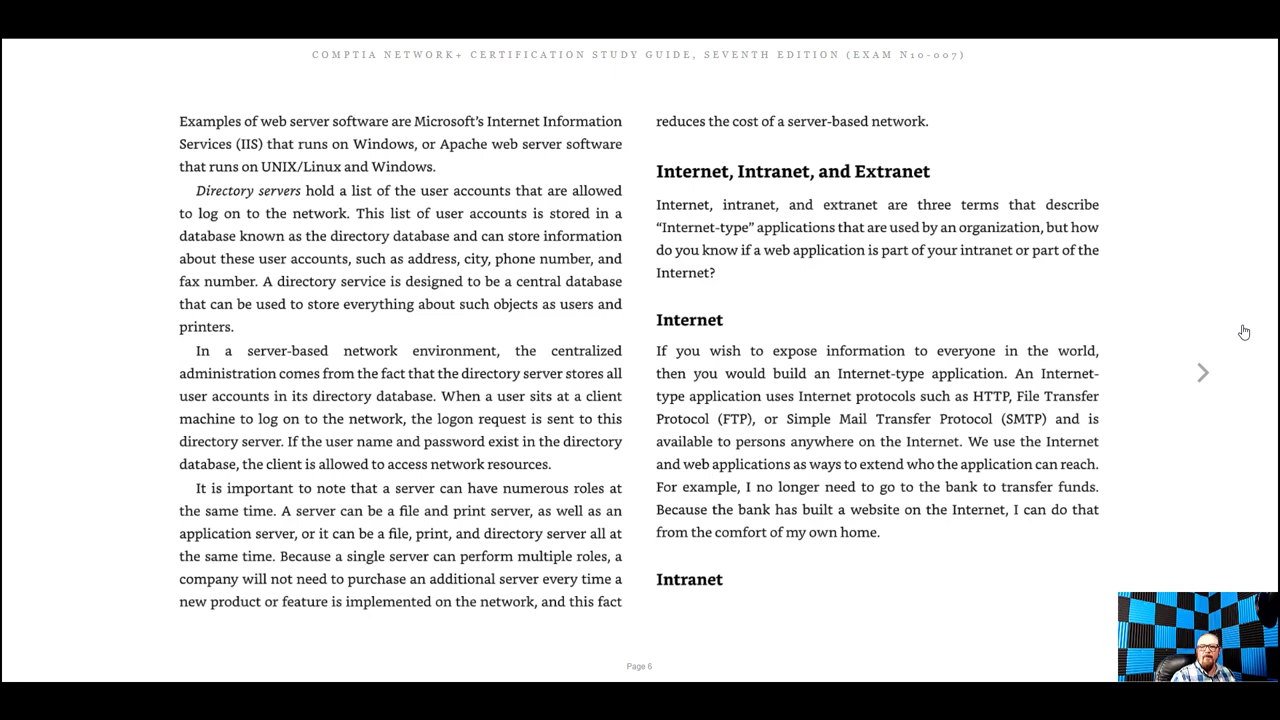 COMPTIA NETWORK+ CERTIFICATION STUDY GUIDE, SEVENTH EDITION (EXAM N10-007)
Examples of web server software are Microsoft's Internet Information
Services (IIS) that runs on Windows, or Apache web server software
that runs on UNIX/Linux and Windows.
Directory servers hold a list of the user accounts that are allowed
to log on to the network. This list of user accounts is stored in a
database known as the directory database and can store information
about these user accounts, such as address, city, phone number, and
fax number. A directory service is designed to be a central database
that can be used to store everything about such objects as users and
printers.
In a server-based network environment, the centralized
administration comes from the fact that the directory server stores all
user accounts in its directory database. When a user sits at a client
machine to log on to the network, the logon request is sent to this
directory server. If the user name and password exist in the directory
database, the client is allowed to access network resources.
It is important to note that a server can have numerous roles at
the same time. A server can be a file and print server, as well as an
application server, or it can be a file, print, and directory server all at
the same time. Because a single server can perform multiple roles, a
company will not need to purchase an additional server every time a
new product or feature is implemented on the network, and this fact
reduces the cost of a server-based network.
Internet, Intranet, and Extranet
Internet, intranet, and extranet are three terms that describe
“Internet-type” applications that are used by an organization, but how
do you know if a web application is part of your intranet or part of the
Internet?
Internet
If you wish to expose information to everyone in the world,
then you would build an Internet-type application. An Internet-
type application uses Internet protocols such as HTTP, File Transfer
Protocol (FTP), or Simple Mail Transfer Protocol (SMTP) and is
available to persons anywhere on the Internet. We use the Internet
and web applications as ways to extend who the application can reach.
For example, I no longer need to go to the bank to transfer funds.
Because the bank has built a website on the Internet, I can do that
from the comfort of my own home.
Intranet
Page 6